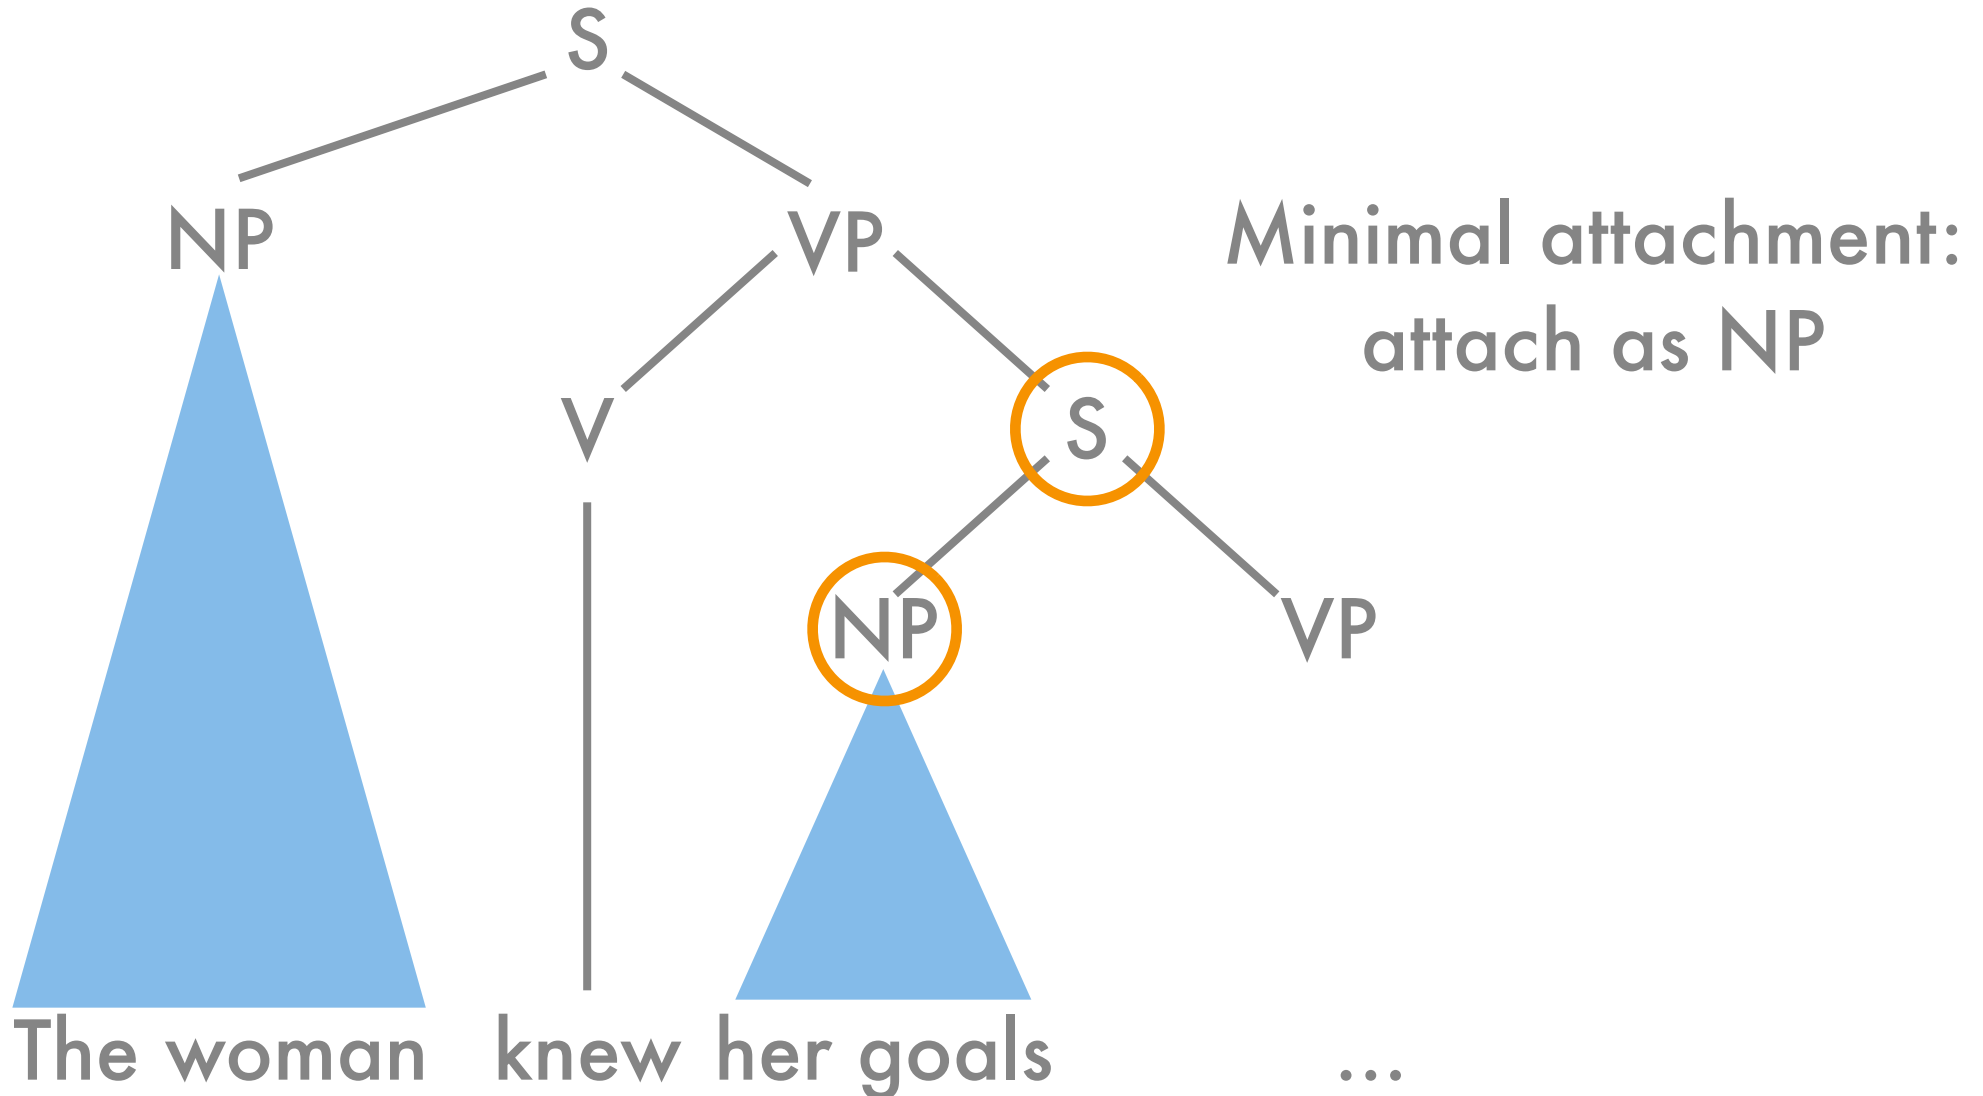 S
NP
VP
Minimal attachment:
attach as NP
V
S
NP
VP
The woman knew her goals ...